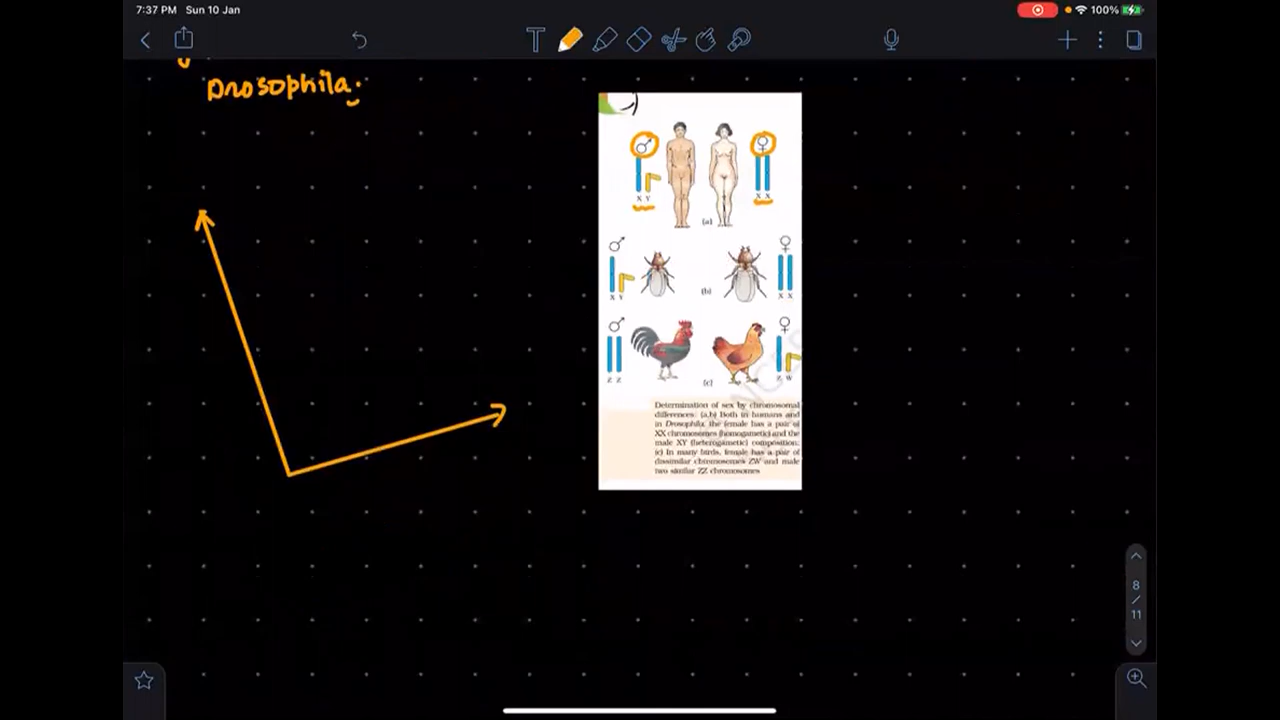 7:37 PM Sun 10 Jan
100%
T
Drosophila.
♂ ♀
X Y
X X
(a)
♂ ♀
X Y
(b)
X X
♂ ♀
Z Z
(c)
Z W
Determination of sex by chromosomal
differences: (a,b) Both in humans and
in Drosophila, the female has a pair of
XX chromosomes (homogametic) and the
male XY (heterogametic) composition;
(c) In many birds, female has a pair of
dissimilar chromosomes ZW and male
two similar ZZ chromosomes
8
/
11